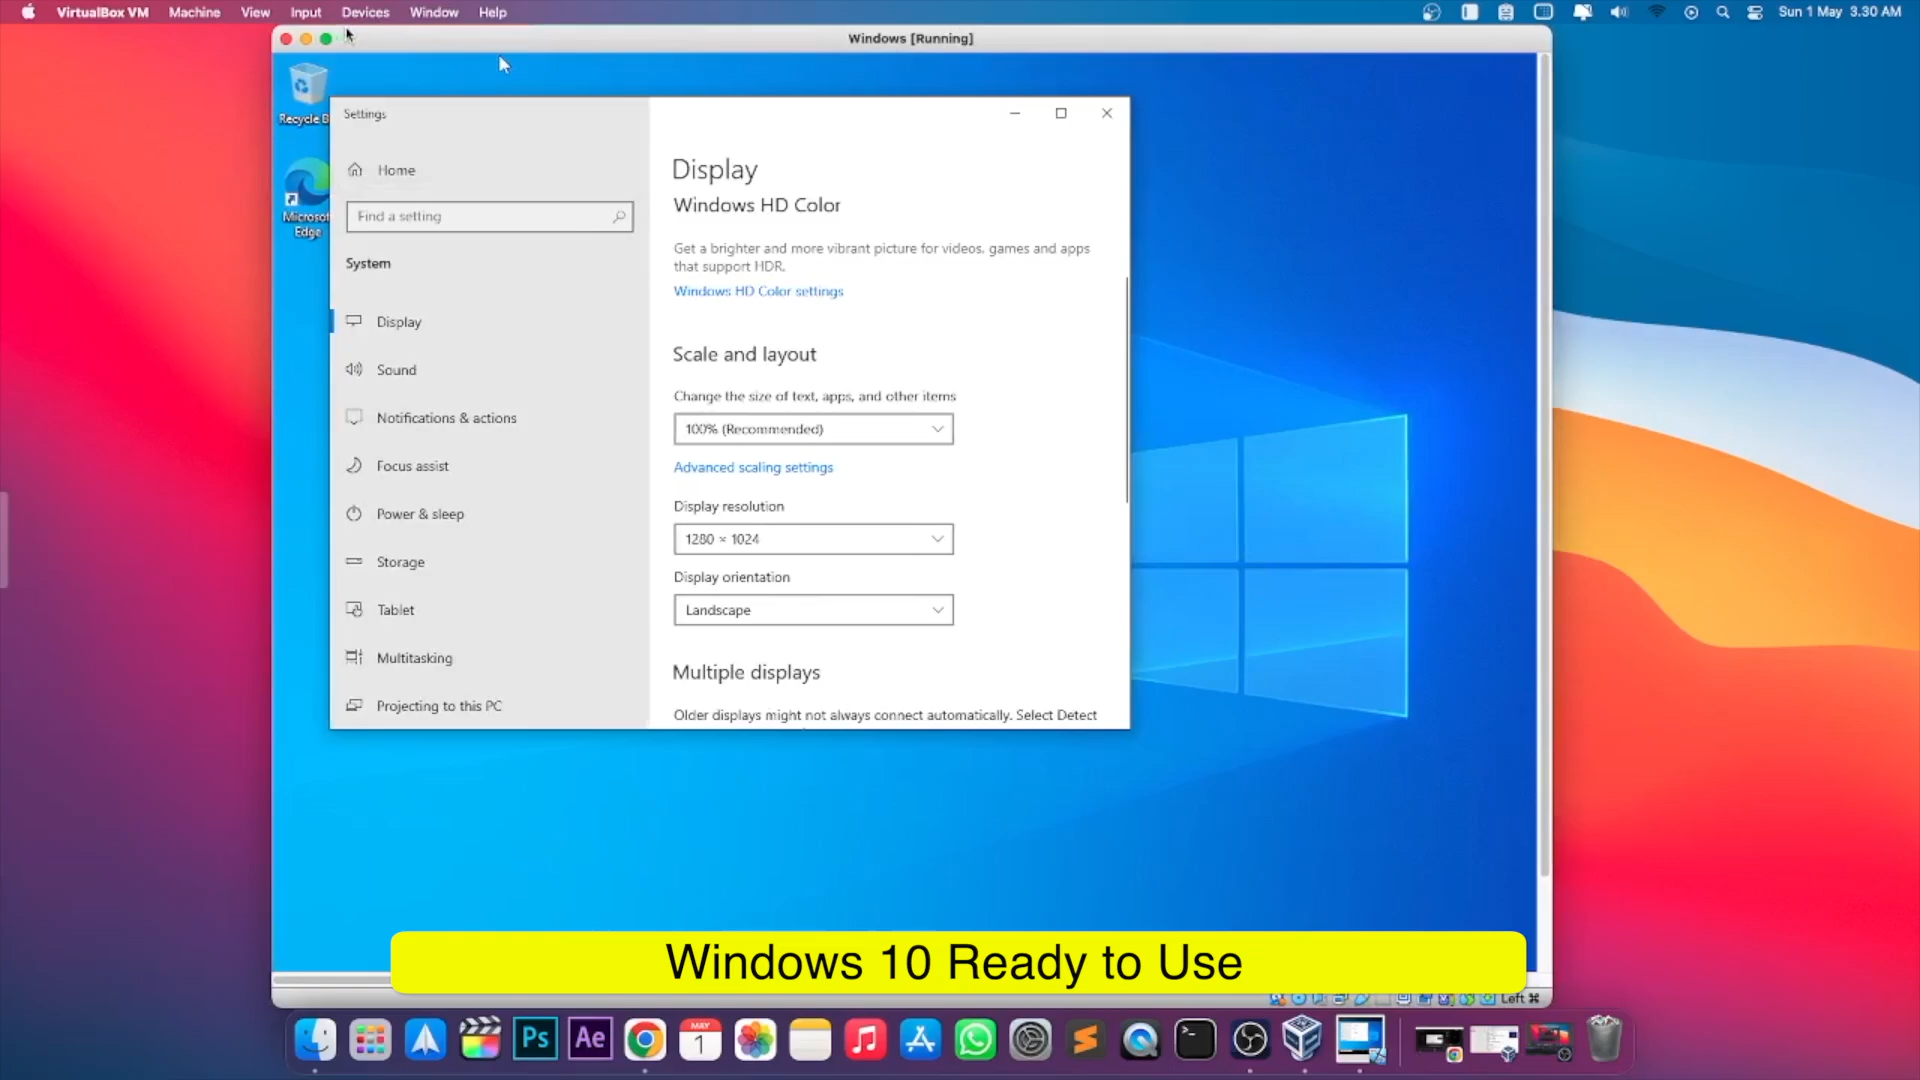 VirtualBox VM Machine View Input Devices Window Help
Sun 1 May 3.30 AM
Windows [Running]
Recycle B
Microsof
Edge
Settings
Home
Find a setting
System
Display
Sound
Notifications & actions
Focus assist
Power & sleep
Storage
Tablet
Multitasking
Projecting to this PC
Display
Windows HD Color
Get a brighter and more vibrant picture for videos, games and apps
that support HDR.
Windows HD Color settings
Scale and layout
Change the size of text, apps, and other items
100% (Recommended)
Advanced scaling settings
Display resolution
1280 × 1024
Display orientation
Landscape
Multiple displays
Older displays might not always connect automatically. Select Detect
Windows 10 Ready to Use
Left ⌘
Ps
Ae
MAY
1